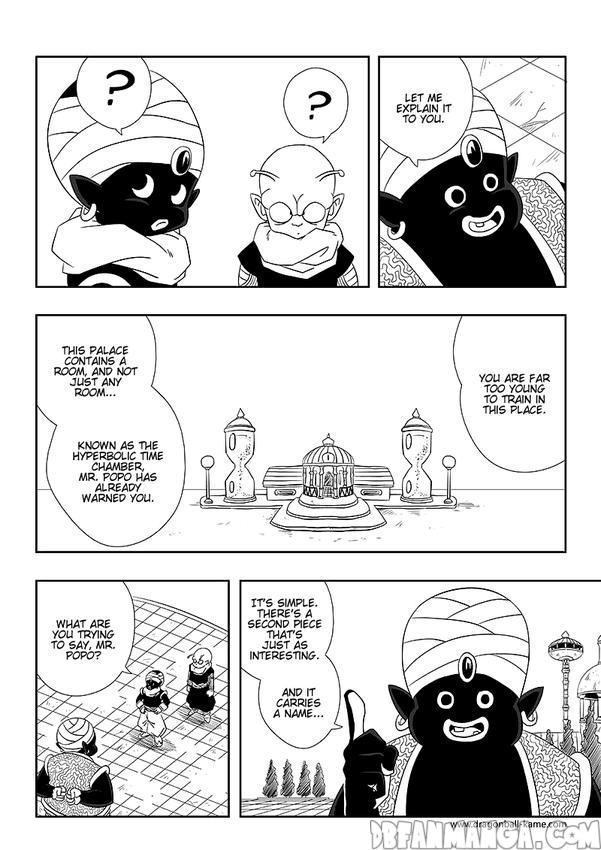 ?
?
LET ME
EXPLAIN IT
TO YOU.
THIS PALACE
CONTAINS A
ROOM, AND NOT
JUST ANY
ROOM...
KNOWN AS THE
HYPERBOLIC TIME
CHAMBER,
MR. POPO HAS
ALREADY
WARNED YOU.
YOU ARE FAR
TOO YOUNG
TO TRAIN IN
THIS PLACE.
WHAT ARE
YOU TRYING
TO SAY, MR.
POPO?
IT'S SIMPLE.
THERE'S A
SECOND PIECE
THAT'S
JUST AS
INTERESTING.
AND IT
CARRIES
A NAME...
www.dragonball-kame.com
DBFANMANGA.COM